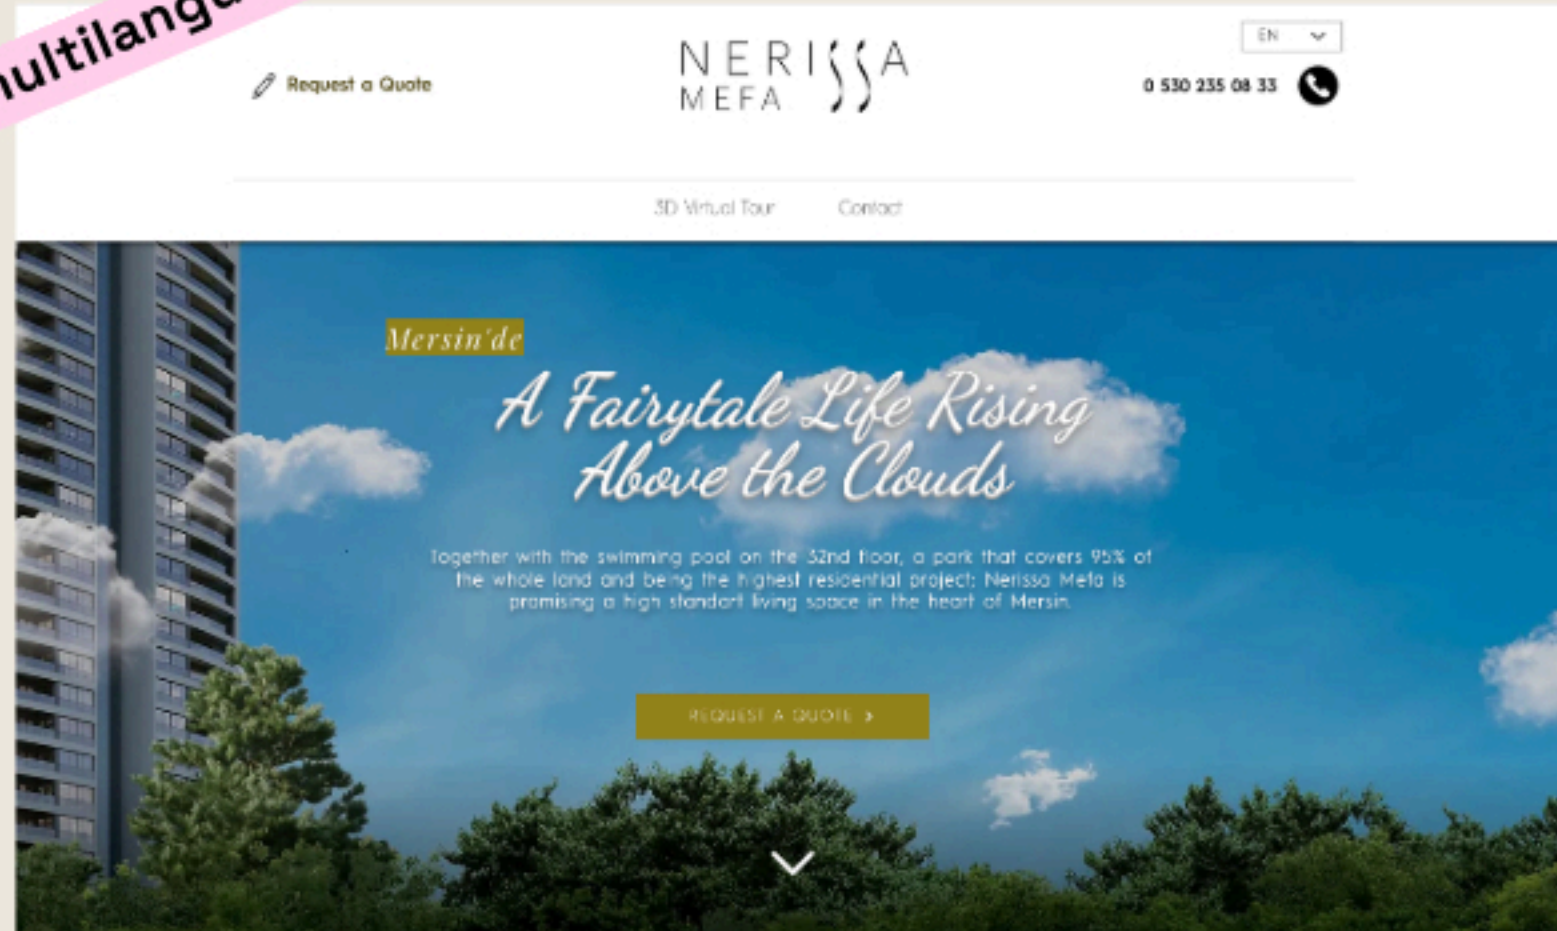 multilangu
EN
Request a Quote
NERISSA
MEFA
0 530 235 08 33
3D Virtual Tour
Contact
Mersin'de
A Fairytale Life Rising
Above the Clouds
Together with the swimming pool on the 32nd floor, a park that covers 95% of
the whole land and being the highest residential project; Nerissa Mefa is
promising a high standart living space in the heart of Mersin.
REQUEST A QUOTE >